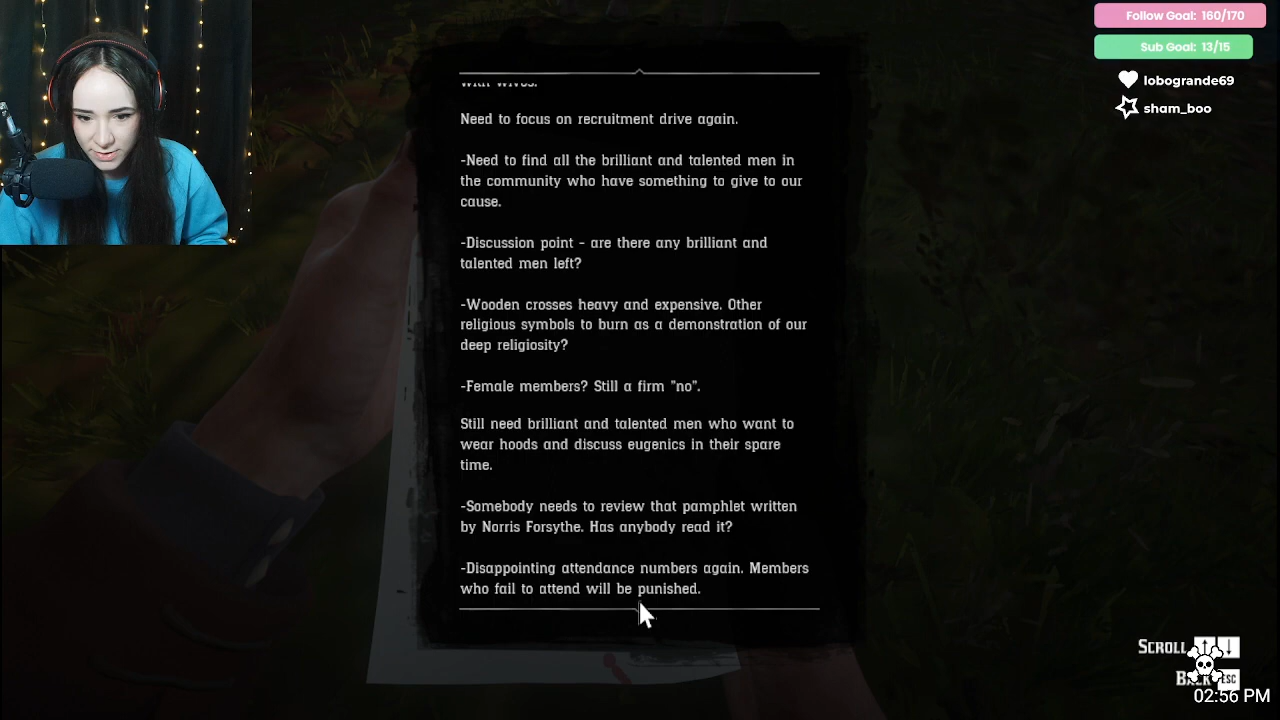 Follow Goal: 160/170
Sub Goal: 13/15
lobogrande69
sham_boo
with wives.
Need to focus on recruitment drive again.
-Need to find all the brilliant and talented men in
the community who have something to give to our
cause.
-Discussion point - are there any brilliant and
talented men left?
-Wooden crosses heavy and expensive. Other
religious symbols to burn as a demonstration of our
deep religiosity?
-Female members? Still a firm "no".
Still need brilliant and talented men who want to
wear hoods and discuss eugenics in their spare
time.
-Somebody needs to review that pamphlet written
by Norris Forsythe. Has anybody read it?
-Disappointing attendance numbers again. Members
who fail to attend will be punished.
SCROLL ↑ ↓
ESC
02:56 PM